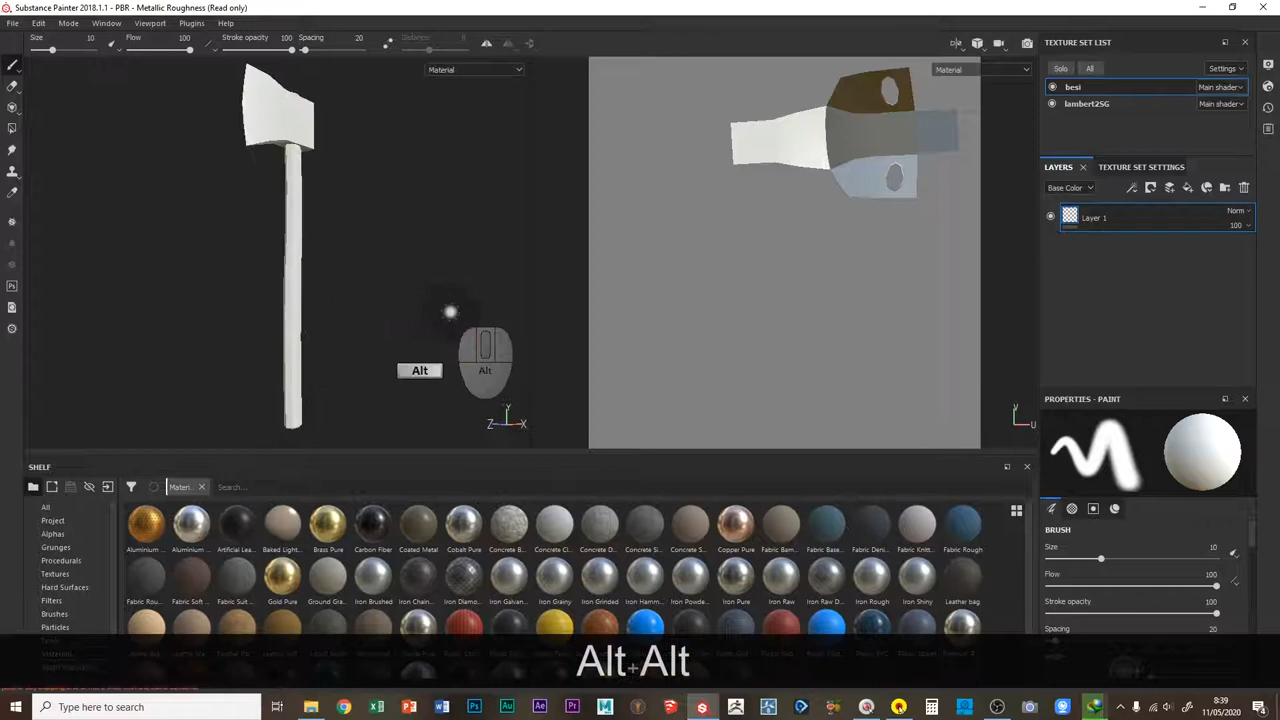 Substance Painter 2018.1.1 - PBR - Metallic Roughness (Read only)
File Edit Mode Window Viewport Plugins Help
Size 10 Flow 100 Stroke opacity 100 Spacing 20 Distance 8
Material
Material
TEXTURE SET LIST
Solo All Settings
besi Main shader
lambert2SG Main shader
LAYERS TEXTURE SET SETTINGS
Base Color
Layer 1 Norm
100
Alt
Alt
Y
Z X
U
PROPERTIES - PAINT
SHELF
Materi... Search...
All
Project
Alphas
Grunges
Procedurals
Textures
Hard Surfaces
Filters
Brushes
Particles
Aluminium ... Aluminium ... Artificial Lea... Baked Light... Brass Pure Carbon Fiber Coated Metal Cobalt Pure Concrete B... Concrete Cl... Concrete D... Concrete Si... Concrete S... Copper Pure Fabric Bam... Fabric Base... Fabric Deni... Fabric Knitt... Fabric Rough
Fabric Rou... Fabric Soft ... Fabric Suit ... Gold Pure Ground Gra... Iron Brushed Iron Chain... Iron Diamo... Iron Galvan... Iron Grainy Iron Grinded Iron Hamm... Iron Powde... Iron Pure Iron Raw Iron Raw D... Iron Rough Iron Shiny Leather bag
BRUSH
Size 10
Flow 100
Stroke opacity 100
Spacing 20
Alt+Alt
Type here to search
8:39
11/05/2020